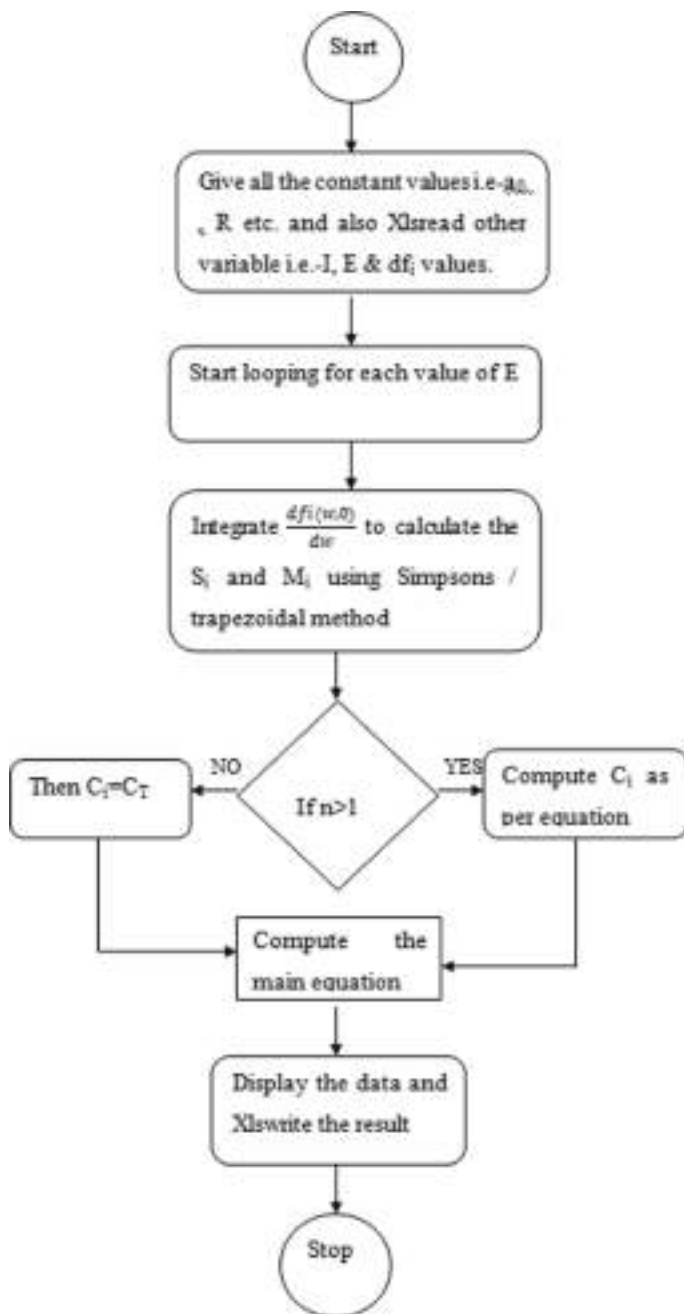 Start
Give all the constant values i.e-a₀,,
, R etc. and also Xlsread other
variable i.e.-I, E & dfᵢ values.
Start looping for each value of E
Integrate dfi(w,0)/dw to calculate the
Sᵢ and Mᵢ using Simpsons /
trapezoidal method
If n>1
NO
YES
Then Cᵢ=C_T
Compute Cᵢ as
per equation
Compute the
main equation
Display the data and
Xlswrite the result
Stop